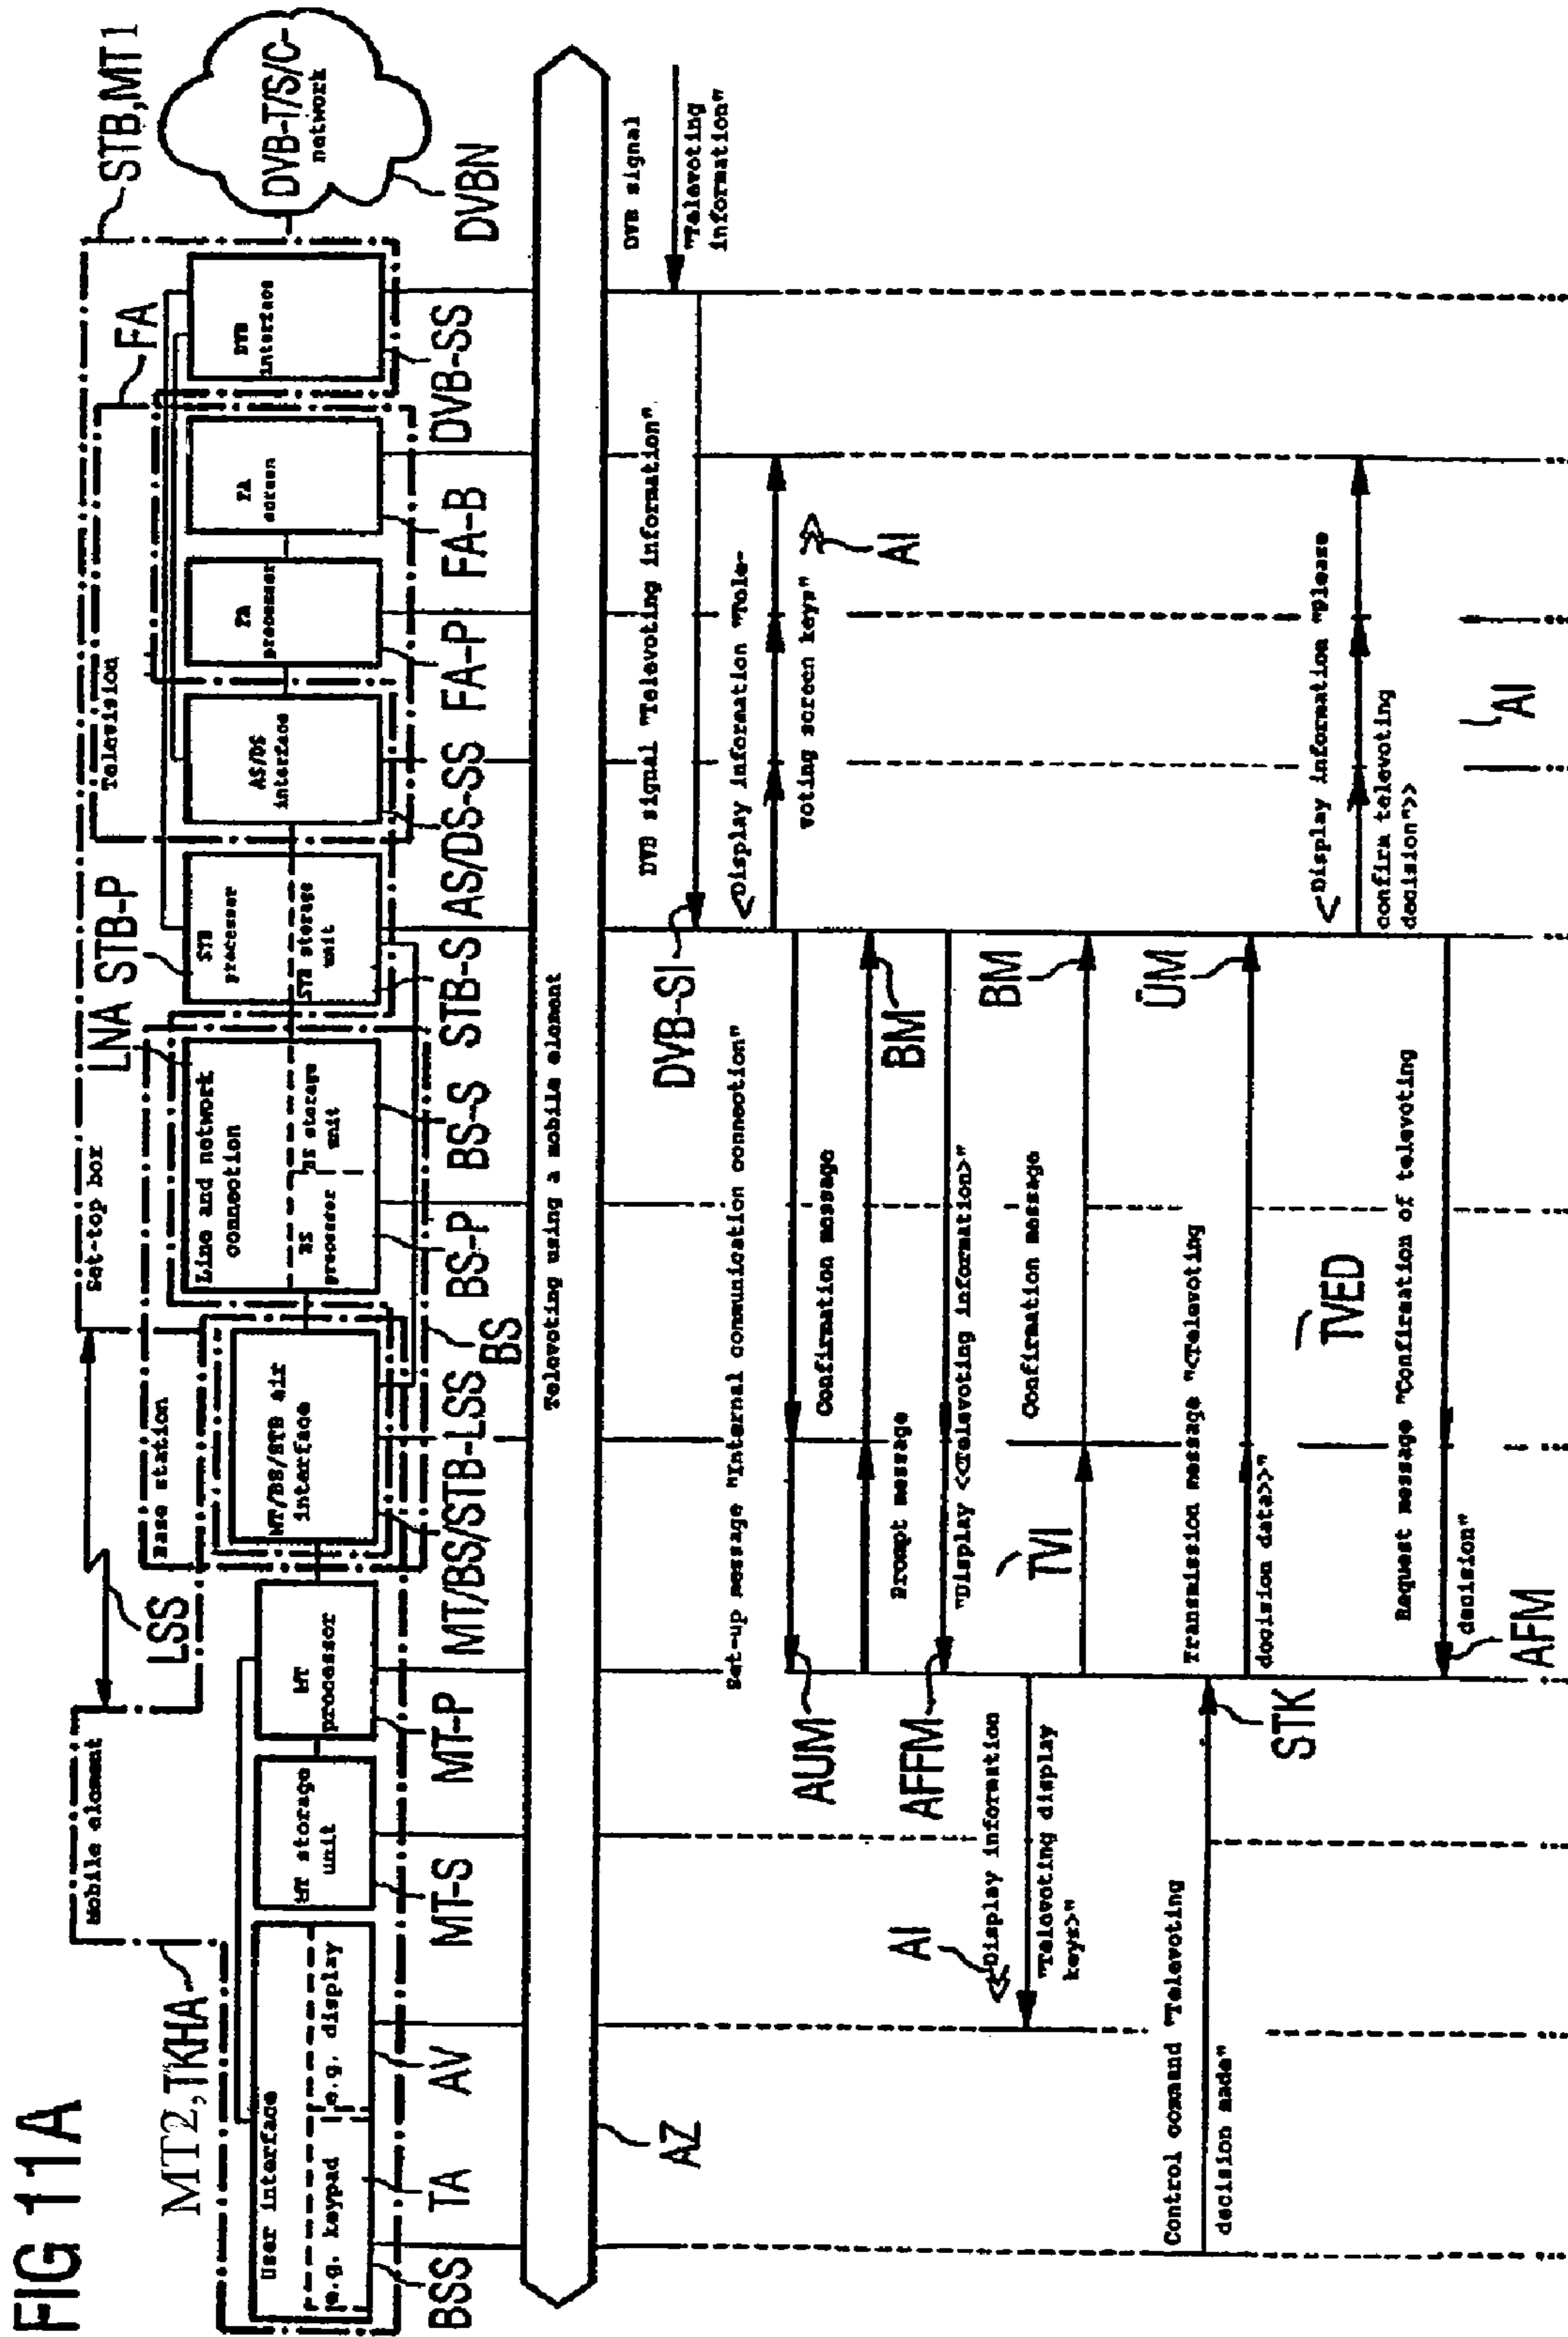 FIG 11A
MT2,TKHA
Mobile element
LSS
Base station
Set-top box
LNA
STB-P
Television
FA
STB,MT1
User interface
e.g. keypad
e.g. display
MT storage
unit
MT
processor
MT/BS/STB air
interface
Line and network
connection
BS
processor
BS storage
unit
STB
processor
STB storage
unit
AS/DS
interface
FA
processor
FA
screen
DVB
interface
DVB-T/S/C-
network
BSS
TA
AV
MT-S
MT-P
MT/BS/STB-LSS
BS
BS-P
BS-S
STB-S
AS/DS-SS
FA-P
FA-B
DVB-SS
DVBN
Televoting using a mobile element
AZ
DVB signal
"Televoting
information"
DVB signal "Televoting information"
DVB-SI
<Display information "Tele-
voting screen keys" >>
AI
Set-up message "Internal communication connection"
AUM
Confirmation message
BM
Prompt message
"Display <<Televoting information>"
AFFM
AI
<<Display information
"Televoting display
keys>"
TVI
Confirmation message
BM
Control command "Televoting
decision made"
STK
Transmission message "<Televoting
decision data>>"
ÜM
TVED
<Display information "Please
confirm televoting
decision">>
AI
Request message "Confirmation of televoting
decision"
AFM